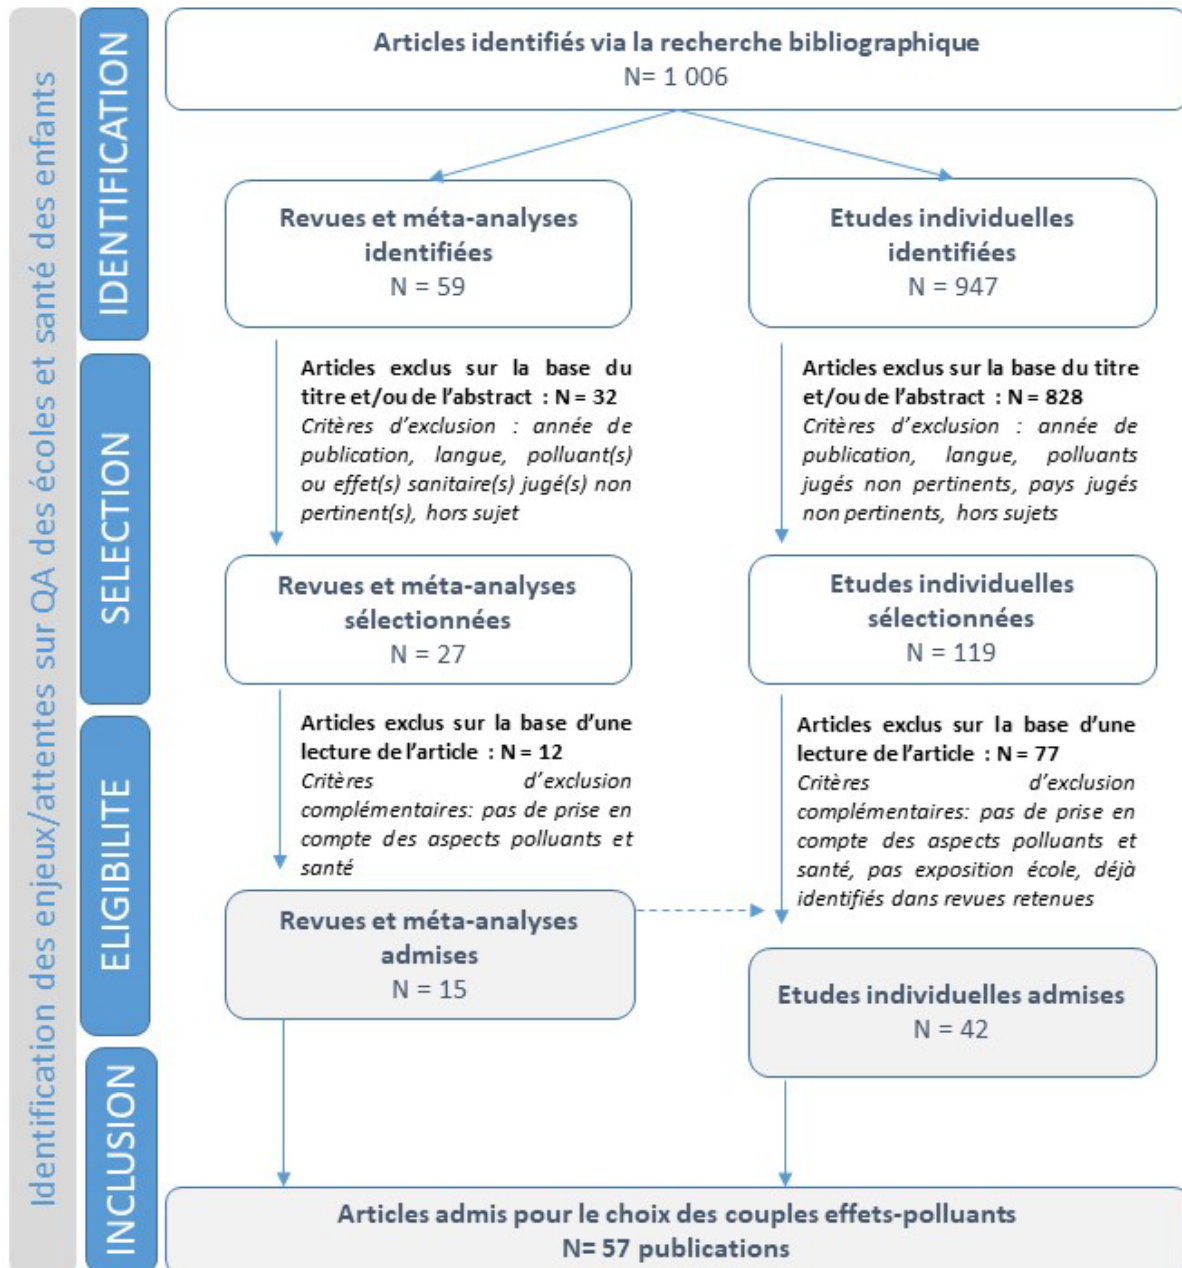 Identification des enjeux/attentes sur QA des écoles et santé des enfants
IDENTIFICATION
Articles identifiés via la recherche bibliographique
N= 1 006
Revues et méta-analyses
identifiées
N = 59
Etudes individuelles
identifiées
N = 947
SELECTION
Articles exclus sur la base du
titre et/ou de l’abstract : N = 32
Critères d’exclusion : année de
publication, langue, polluant(s)
ou effet(s) sanitaire(s) jugé(s) non
pertinent(s), hors sujet
Articles exclus sur la base du titre
et/ou de l’abstract : N = 828
Critères d’exclusion : année de
publication, langue, polluants
jugés non pertinents, pays jugés
non pertinents, hors sujets
Revues et méta-analyses
sélectionnées
N = 27
Etudes individuelles
sélectionnées
N = 119
ELIGIBILITE
Articles exclus sur la base d’une
lecture de l’article : N = 12
Critères d’exclusion
complémentaires: pas de prise en
compte des aspects polluants et
santé
Articles exclus sur la base d’une
lecture de l’article : N = 77
Critères d’exclusion
complémentaires: pas de prise en
compte des aspects polluants et
santé, pas exposition école, déjà
identifiés dans revues retenues
Revues et méta-analyses
admises
N = 15
Etudes individuelles admises
N = 42
INCLUSION
Articles admis pour le choix des couples effets-polluants
N= 57 publications